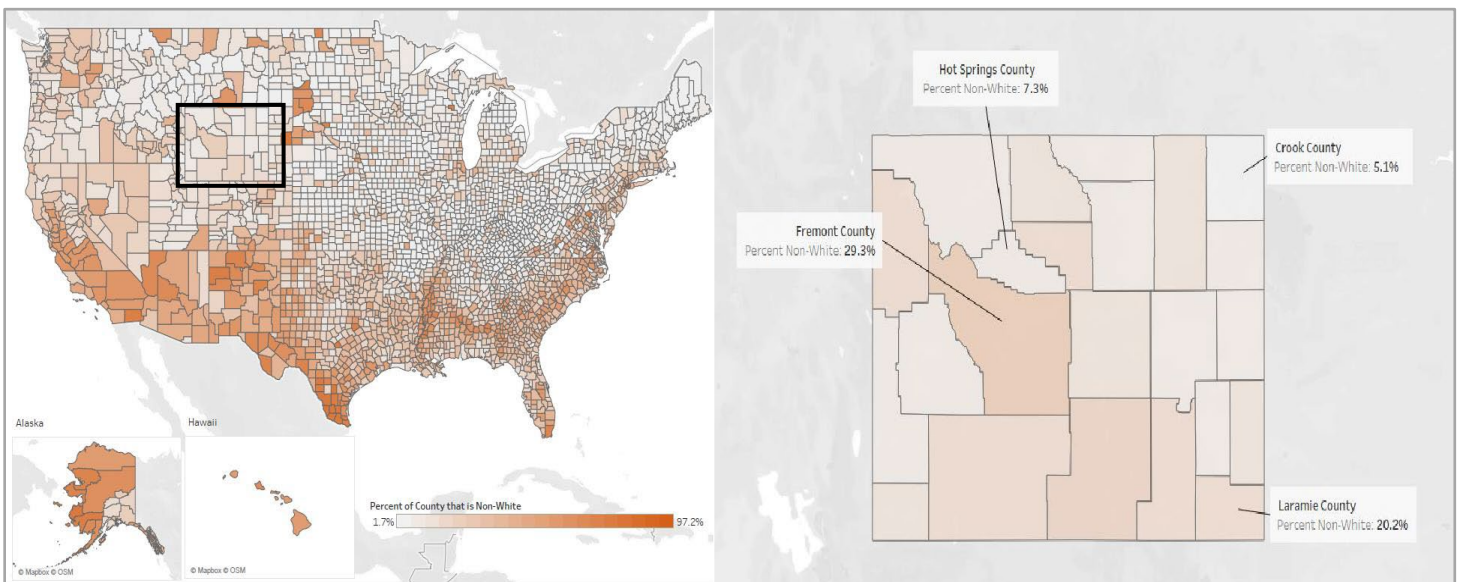 Alaska
Hawaii
© Mapbox © OSM
© Mapbox © OSM
Percent of County that is Non-White
1.7%
97.2%
Hot Springs County
Percent Non-White: 7.3%
Crook County
Percent Non-White: 5.1%
Fremont County
Percent Non-White: 29.3%
Laramie County
Percent Non-White: 20.2%